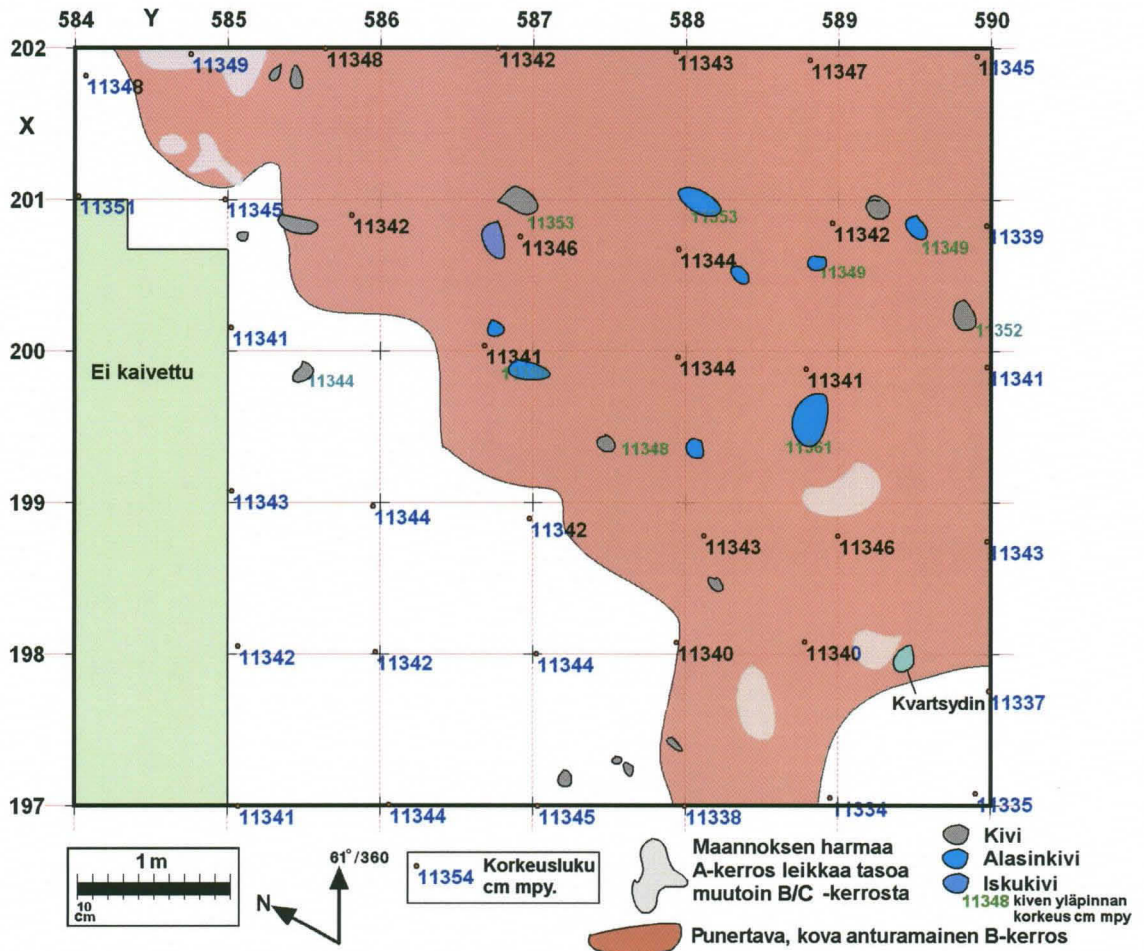 584 Y 585 586 587 588 589 590
202
11349 11348 11342 11343 11347 11345
11348
X
201
11351 11345 11342 11353 11353 11342 11339
11346 11344 11349 11349
11352
200
11341 11341 11344 11341 11341
Ei kaivettu
11344
11348 11361
199
11343 11344 11342 11343 11346 11343
198
11342 11342 11344 11340 11340
Kvartsydin 11337
197
11341 11344 11345 11338 11334 11335
1 m
10
cm
61°/360
N
11354 Korkeusluku
cm mpy.
Maannoksen harmaa
A-kerros leikkaa tasoa
muutoin B/C -kerrosta
Punertava, kova anturamainen B-kerros
Kivi
Alasinkivi
Iskukivi
11348 kiven yläpinnan
korkeus cm mpy